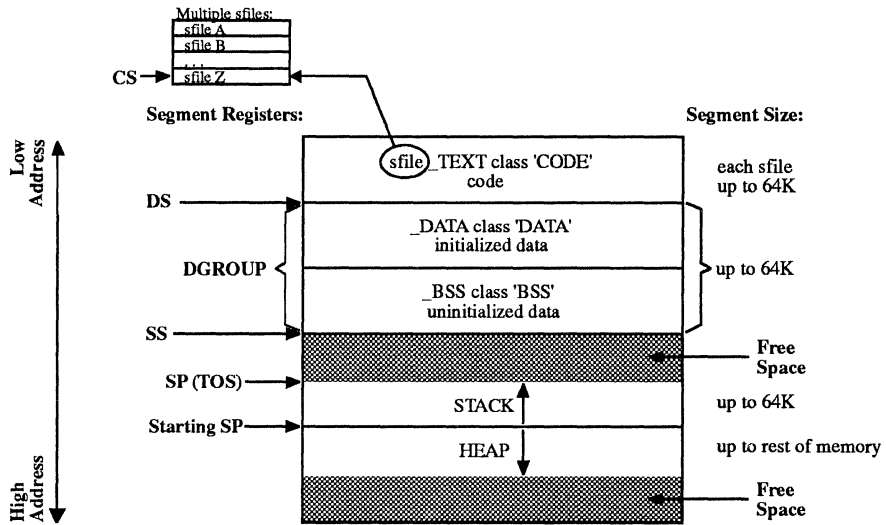 Multiple sfiles:
sfile A
sfile B
. . .
sfile Z
CS
Segment Registers:
Segment Size:
Low
Address
sfile_TEXT class 'CODE'
code
each sfile
up to 64K
DS
_DATA class 'DATA'
initialized data
DGROUP
up to 64K
_BSS class 'BSS'
uninitialized data
SS
Free
Space
SP (TOS)
STACK
up to 64K
Starting SP
HEAP
up to rest of memory
High
Address
Free
Space